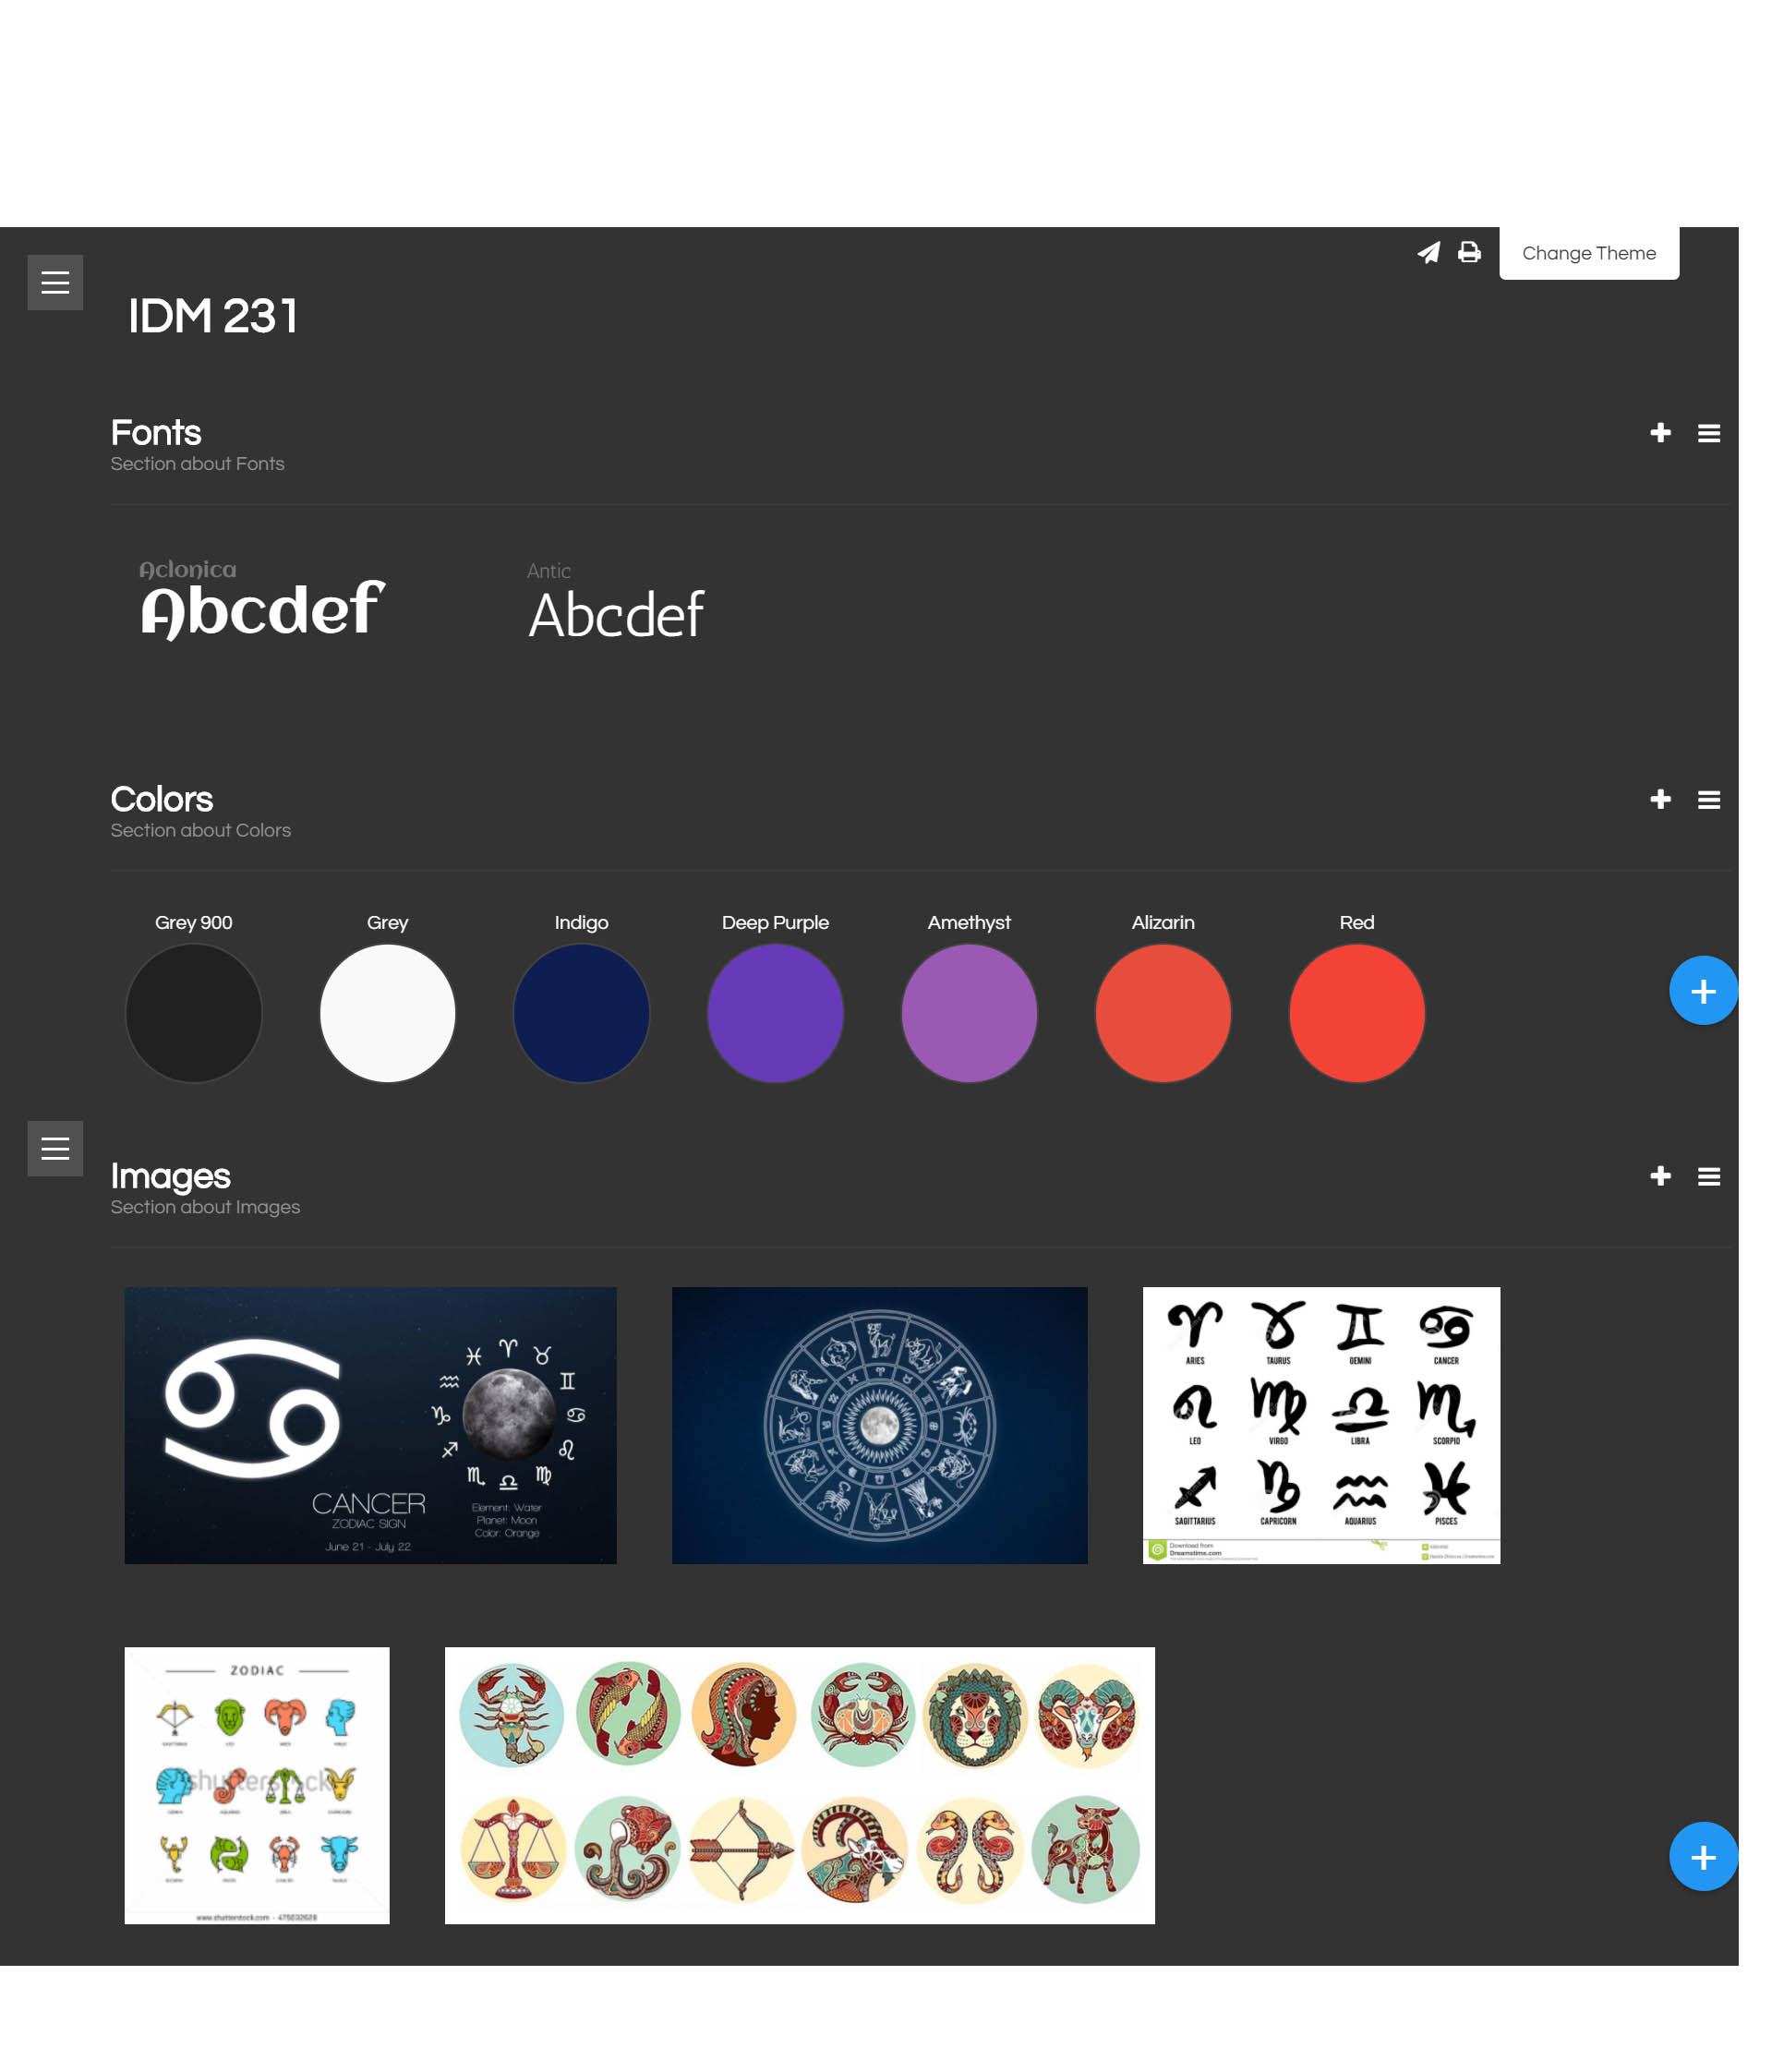 Change Theme
IDM 231
Fonts
Section about Fonts
Aclonica
Abcdef
Antic
Abcdef
Colors
Section about Colors
Grey 900 Grey Indigo Deep Purple Amethyst Alizarin Red
Images
Section about Images
CANCER
ZODIAC SIGN
June 21 - July 22
Element: Water
Planet: Moon
Color: Orange
ARIES TAURUS GEMINI CANCER
LEO VIRGO LIBRA SCORPIO
SAGITTARIUS CAPRICORN AQUARIUS PISCES
Download from
Dreamstime.com
ZODIAC
shutterstock
www.shutterstock.com